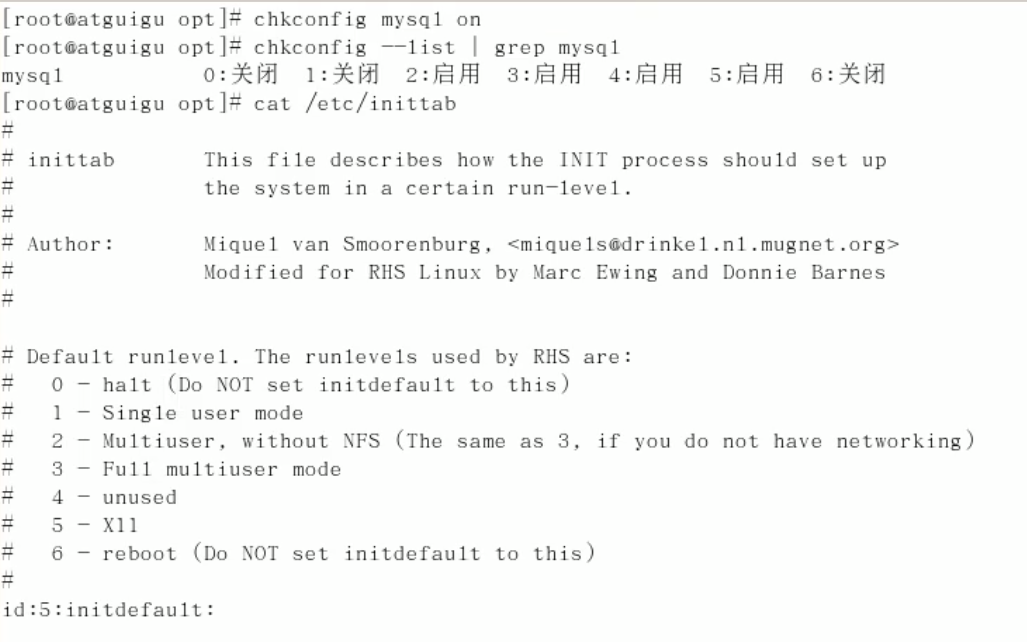 [root@atguigu opt]# chkconfig mysql on
[root@atguigu opt]# chkconfig --list | grep mysql
mysql 0:关闭 1:关闭 2:启用 3:启用 4:启用 5:启用 6:关闭
[root@atguigu opt]# cat /etc/inittab
#
# inittab This file describes how the INIT process should set up
# the system in a certain run-level.
#
# Author: Miquel van Smoorenburg, <miquels@drinkel.nl.mugnet.org>
# Modified for RHS Linux by Marc Ewing and Donnie Barnes
#
# Default runlevel. The runlevels used by RHS are:
# 0 - halt (Do NOT set initdefault to this)
# 1 - Single user mode
# 2 - Multiuser, without NFS (The same as 3, if you do not have networking)
# 3 - Full multiuser mode
# 4 - unused
# 5 - X11
# 6 - reboot (Do NOT set initdefault to this)
#
id:5:initdefault: